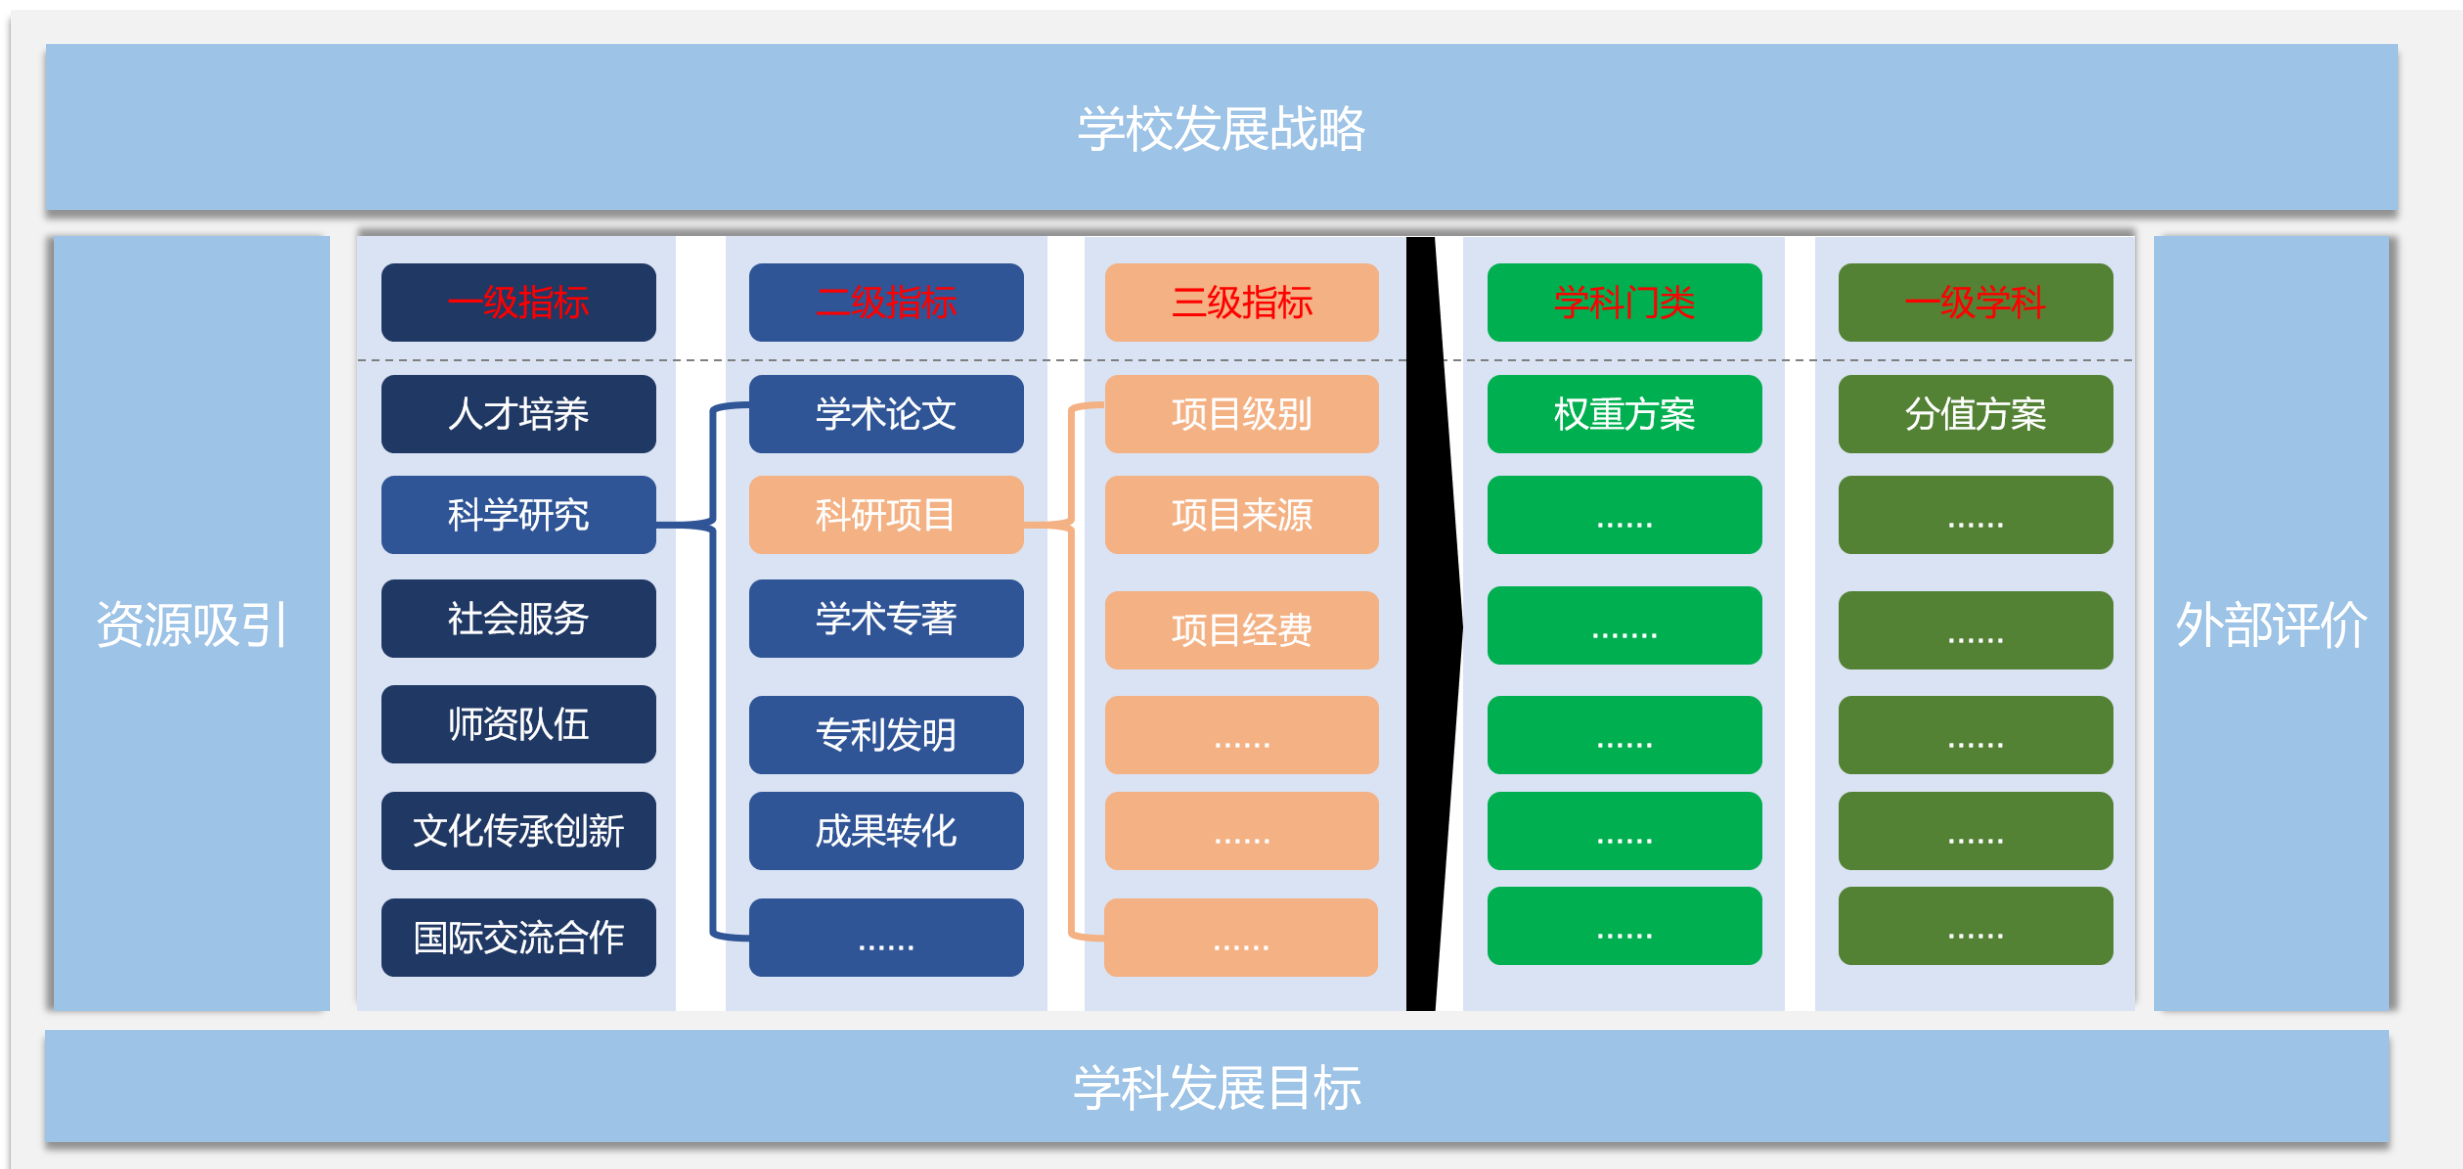 学校发展战略
资源吸引
一级指标
二级指标
三级指标
学科门类
一级学科
人才培养
学术论文
项目级别
权重方案
分值方案
科学研究
科研项目
项目来源
......
......
社会服务
学术专著
项目经费
.......
......
师资队伍
专利发明
......
......
......
文化传承创新
成果转化
......
......
......
国际交流合作
......
......
......
......
外部评价
学科发展目标